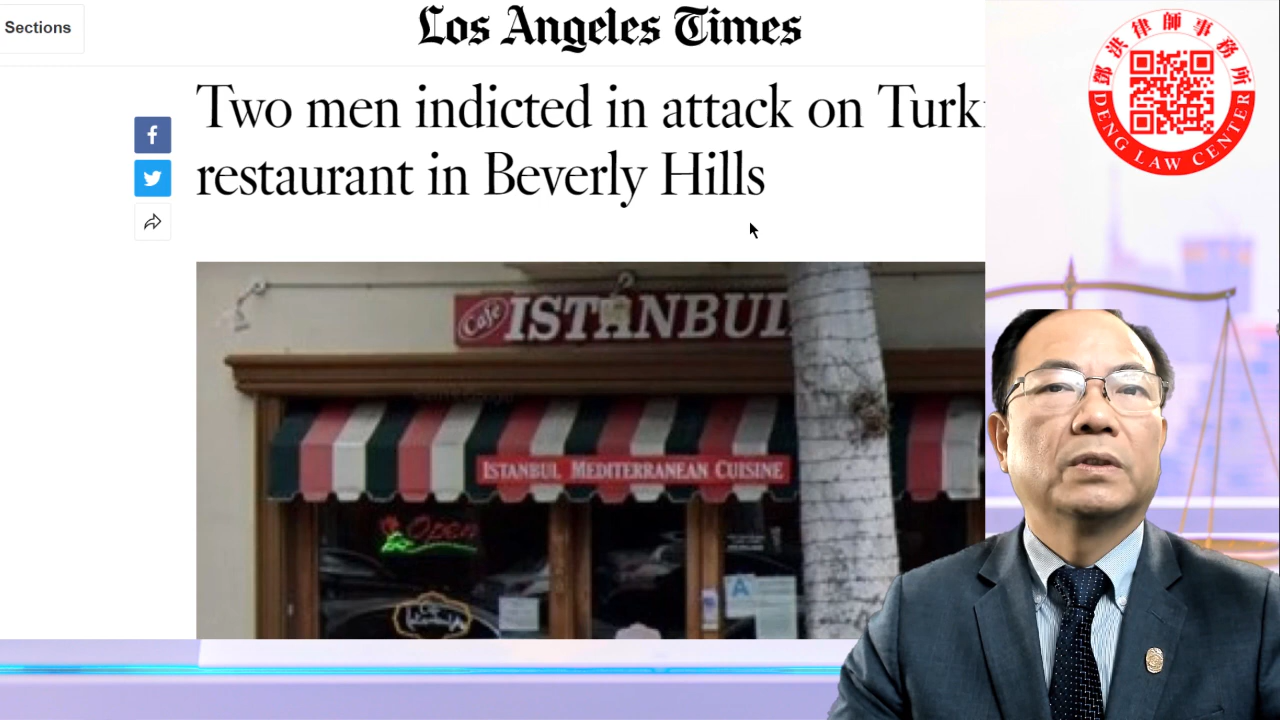 Sections
Los Angeles Times
Two men indicted in attack on Turki
restaurant in Beverly Hills
鄧洪律師事務所
DENG LAW CENTER
Cafe ISTANBUL
ISTANBUL MEDITERRANEAN CUISINE
Open
A